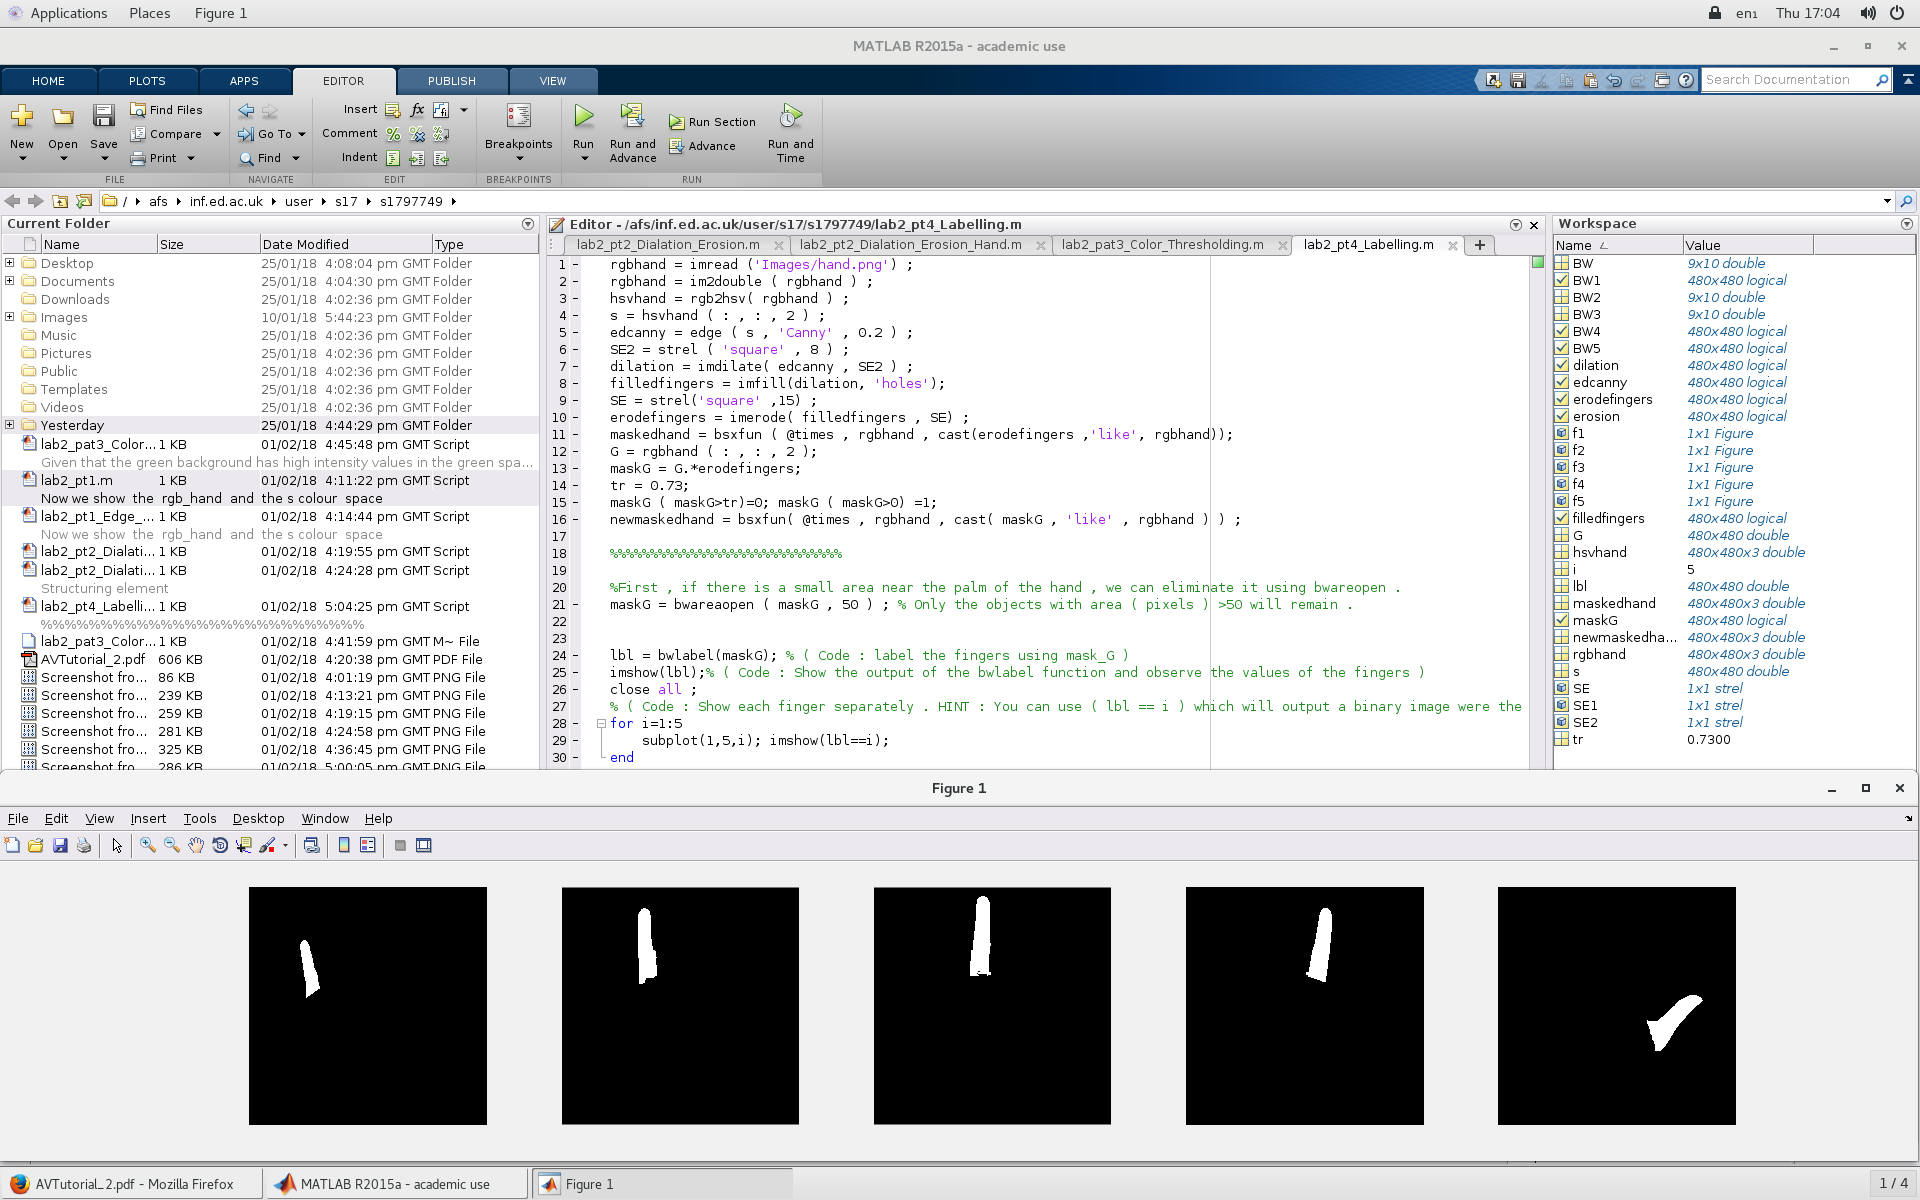 Applications Places Figure 1 en1 Thu 17:04
MATLAB R2015a - academic use
HOME PLOTS APPS EDITOR PUBLISH VIEW Search Documentation
New Open Save Find Files Compare Print
FILE
Go To Find
NAVIGATE
Insert fx
Comment
Indent
EDIT
Breakpoints
BREAKPOINTS
Run Run and Advance Run Section Advance Run and Time
RUN
/ afs inf.ed.ac.uk user s17 s1797749
Current Folder
Name Size Date Modified Type
Desktop 25/01/18 4:08:04 pm GMT Folder
Documents 25/01/18 4:04:30 pm GMT Folder
Downloads 25/01/18 4:02:36 pm GMT Folder
Images 10/01/18 5:44:23 pm GMT Folder
Music 25/01/18 4:02:36 pm GMT Folder
Pictures 25/01/18 4:02:36 pm GMT Folder
Public 25/01/18 4:02:36 pm GMT Folder
Templates 25/01/18 4:02:36 pm GMT Folder
Videos 25/01/18 4:02:36 pm GMT Folder
Yesterday 25/01/18 4:44:29 pm GMT Folder
lab2_pat3_Color... 1 KB 01/02/18 4:45:48 pm GMT Script
Given that the green background has high intensity values in the green spa...
lab2_pt1.m 1 KB 01/02/18 4:11:22 pm GMT Script
Now we show the rgb_hand and the s colour space
lab2_pt1_Edge_... 1 KB 01/02/18 4:14:44 pm GMT Script
Now we show the rgb_hand and the s colour space
lab2_pt2_Dialati... 1 KB 01/02/18 4:19:55 pm GMT Script
lab2_pt2_Dialati... 1 KB 01/02/18 4:24:28 pm GMT Script
Structuring element
lab2_pt4_Labelli... 1 KB 01/02/18 5:04:25 pm GMT Script
%%%%%%%%%%%%%%%%%%%%%%%%%%%%%
lab2_pat3_Color... 1 KB 01/02/18 4:41:59 pm GMT M~ File
AVTutorial_2.pdf 606 KB 01/02/18 4:20:38 pm GMT PDF File
Screenshot fro... 86 KB 01/02/18 4:01:19 pm GMT PNG File
Screenshot fro... 239 KB 01/02/18 4:13:21 pm GMT PNG File
Screenshot fro... 259 KB 01/02/18 4:19:15 pm GMT PNG File
Screenshot fro... 281 KB 01/02/18 4:24:58 pm GMT PNG File
Screenshot fro... 325 KB 01/02/18 4:36:45 pm GMT PNG File
Screenshot fro... 286 KB 01/02/18 5:00:05 pm GMT PNG File
Editor - /afs/inf.ed.ac.uk/user/s17/s1797749/lab2_pt4_Labelling.m
lab2_pt2_Dialation_Erosion.m lab2_pt2_Dialation_Erosion_Hand.m lab2_pat3_Color_Thresholding.m lab2_pt4_Labelling.m
1 - rgbhand = imread ('Images/hand.png') ;
2 - rgbhand = im2double ( rgbhand ) ;
3 - hsvhand = rgb2hsv( rgbhand ) ;
4 - s = hsvhand ( : , : , 2 ) ;
5 - edcanny = edge ( s , 'Canny' , 0.2 ) ;
6 - SE2 = strel ( 'square' , 8 ) ;
7 - dilation = imdilate( edcanny , SE2 ) ;
8 - filledfingers = imfill(dilation, 'holes');
9 - SE = strel('square' ,15) ;
10 - erodefingers = imerode( filledfingers , SE) ;
11 - maskedhand = bsxfun ( @times , rgbhand , cast(erodefingers ,'like', rgbhand));
12 - G = rgbhand ( : , : , 2 );
13 - maskG = G.*erodefingers;
14 - tr = 0.73;
15 - maskG ( maskG>tr)=0; maskG ( maskG>0) =1;
16 - newmaskedhand = bsxfun( @times , rgbhand , cast( maskG , 'like' , rgbhand ) ) ;
17
18 %%%%%%%%%%%%%%%%%%%%%%%%%%%%%
19
20 %First , if there is a small area near the palm of the hand , we can eliminate it using bwareopen .
21 - maskG = bwareaopen ( maskG , 50 ) ; % Only the objects with area ( pixels ) >50 will remain .
22
23
24 - lbl = bwlabel(maskG); % ( Code : label the fingers using mask_G )
25 - imshow(lbl);% ( Code : Show the output of the bwlabel function and observe the values of the fingers )
26 - close all ;
27 % ( Code : Show each finger separately . HINT : You can use ( lbl == i ) which will output a binary image were the
28 - for i=1:5
29 - subplot(1,5,i); imshow(lbl==i);
30 - end
Workspace
Name Value
BW 9x10 double
BW1 480x480 logical
BW2 9x10 double
BW3 9x10 double
BW4 480x480 logical
BW5 480x480 logical
dilation 480x480 logical
edcanny 480x480 logical
erodefingers 480x480 logical
erosion 480x480 logical
f1 1x1 Figure
f2 1x1 Figure
f3 1x1 Figure
f4 1x1 Figure
f5 1x1 Figure
filledfingers 480x480 logical
G 480x480 double
hsvhand 480x480x3 double
i 5
lbl 480x480 double
maskedhand 480x480x3 double
maskG 480x480 logical
newmaskedha... 480x480x3 double
rgbhand 480x480x3 double
s 480x480 double
SE 1x1 strel
SE1 1x1 strel
SE2 1x1 strel
tr 0.7300
Figure 1
File Edit View Insert Tools Desktop Window Help
AVTutorial_2.pdf - Mozilla Firefox MATLAB R2015a - academic use Figure 1 1 / 4